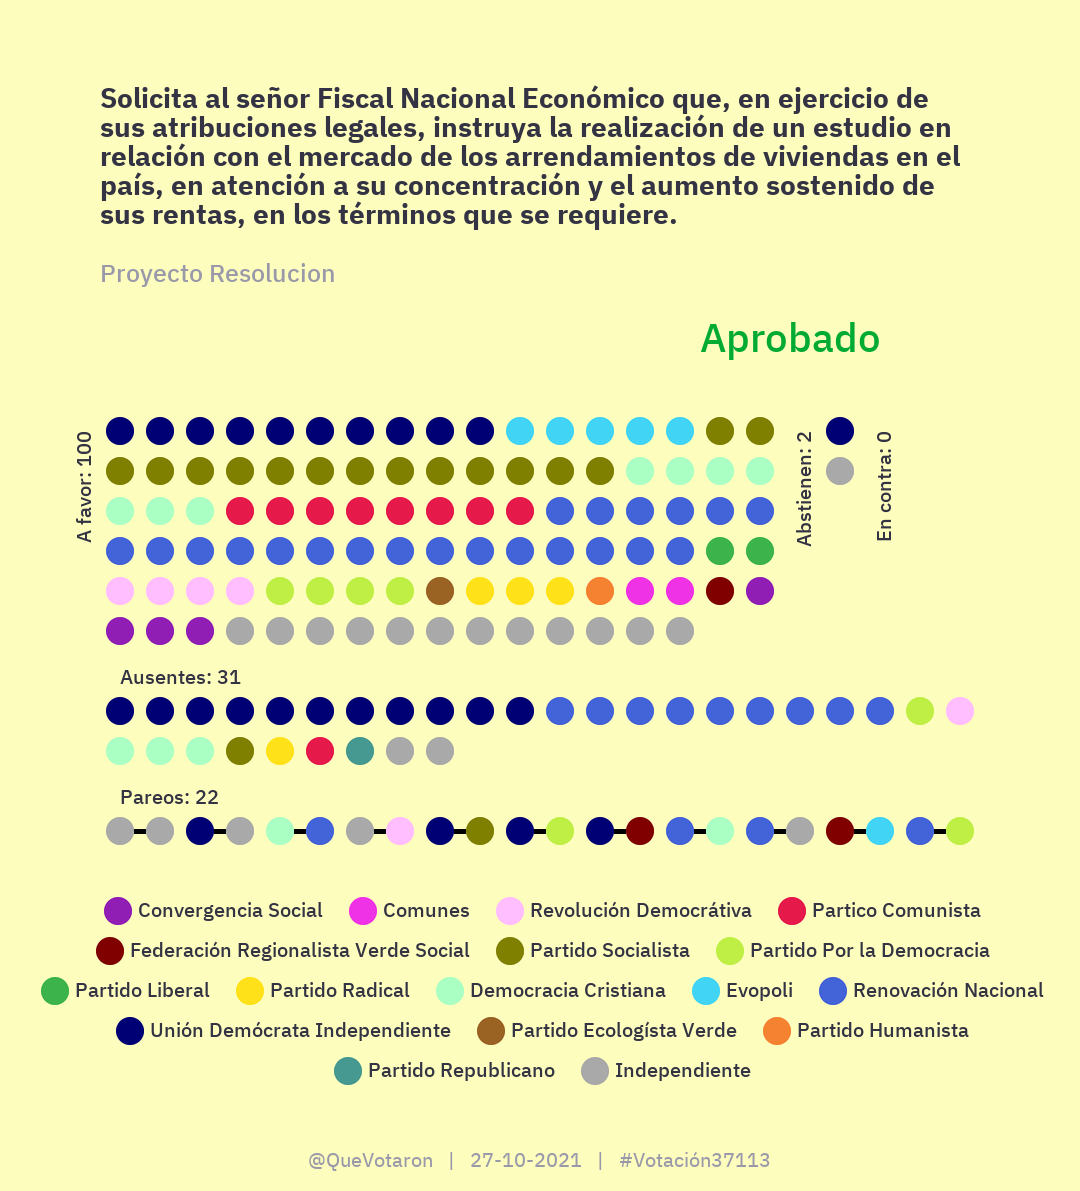 Solicita al señor Fiscal Nacional Económico que, en ejercicio de
sus atribuciones legales, instruya la realización de un estudio en
relación con el mercado de los arrendamientos de viviendas en el
país, en atención a su concentración y el aumento sostenido de
sus rentas, en los términos que se requiere.
Proyecto Resolucion
Aprobado
A favor: 100
Abstienen: 2
En contra: 0
Ausentes: 31
Pareos: 22
Convergencia Social Comunes Revolución Democrátiva Partico Comunista
Federación Regionalista Verde Social Partido Socialista Partido Por la Democracia
Partido Liberal Partido Radical Democracia Cristiana Evopoli Renovación Nacional
Unión Demócrata Independiente Partido Ecologísta Verde Partido Humanista
Partido Republicano Independiente
@QueVotaron | 27-10-2021 | #Votación37113